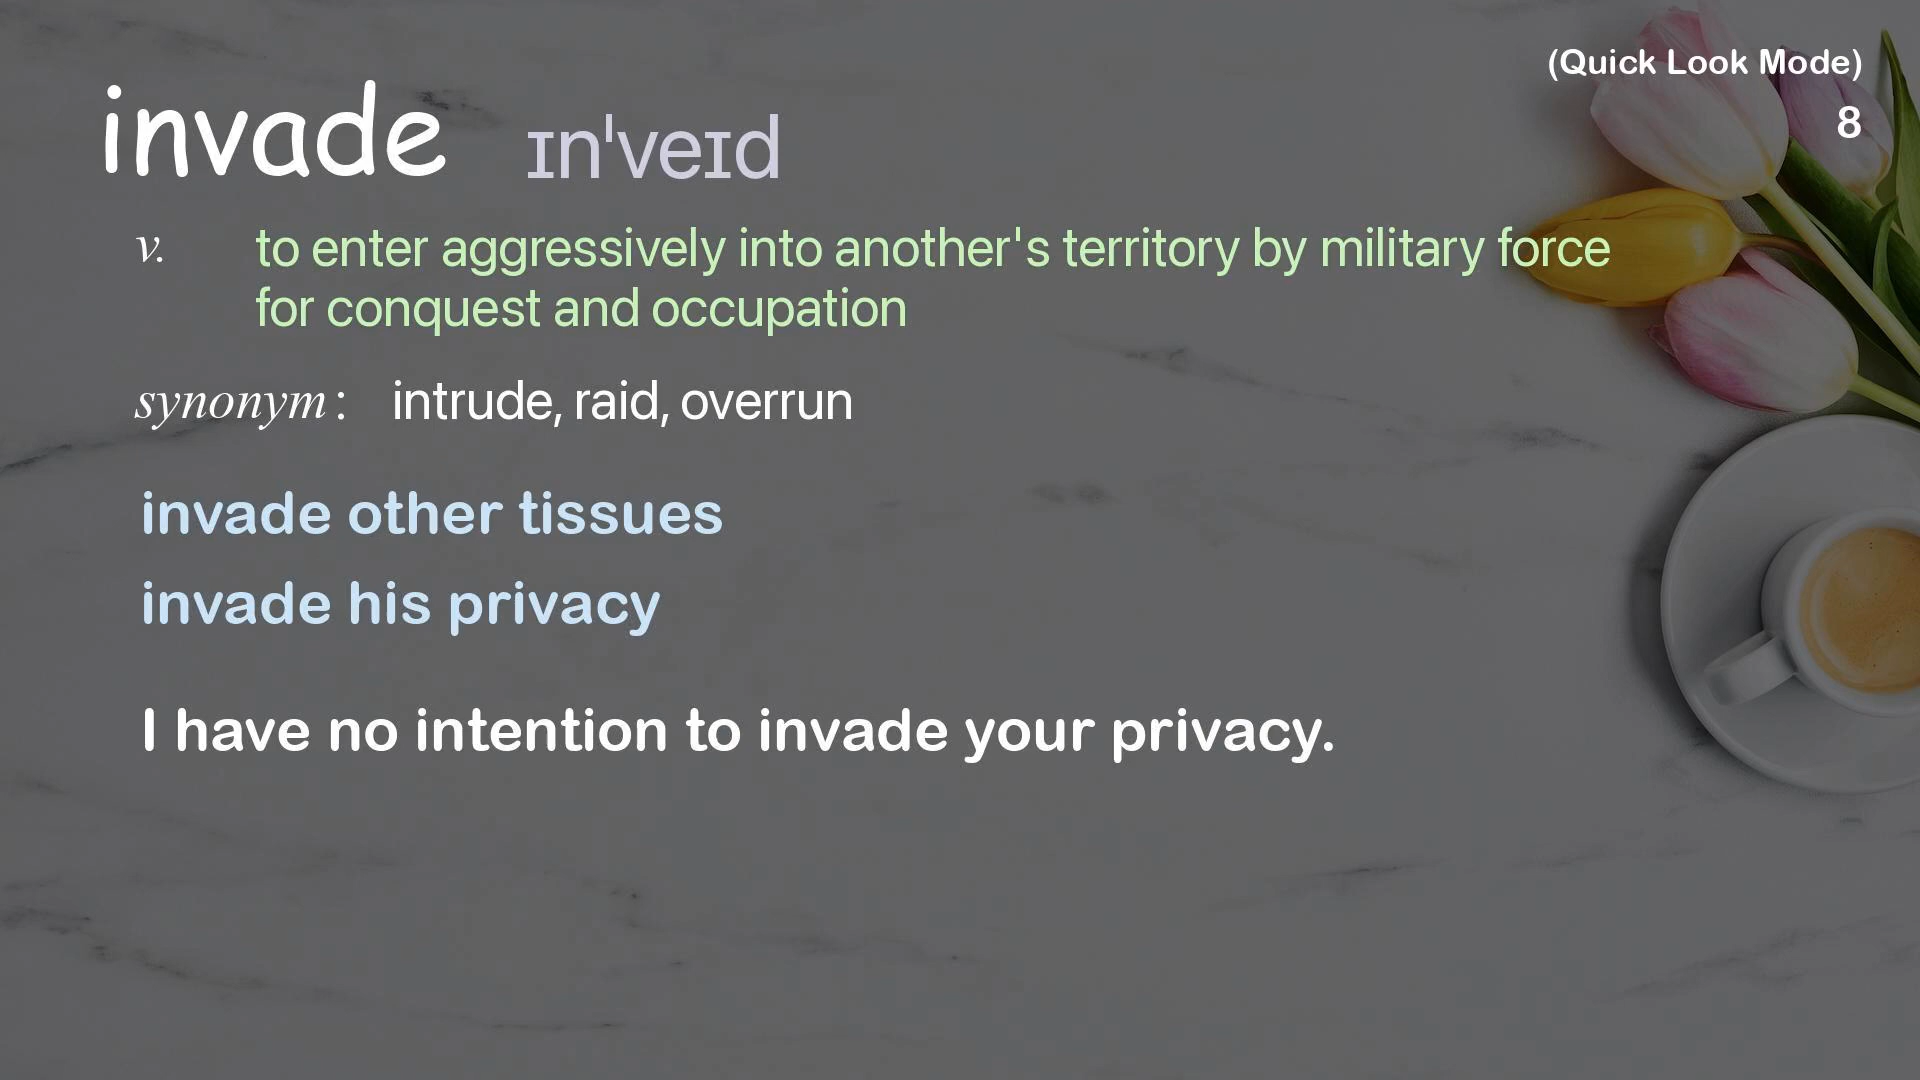 (Quick Look Mode)
8
invade ɪnˈveɪd
v. to enter aggressively into another's territory by military force
for conquest and occupation
synonym: intrude, raid, overrun
invade other tissues
invade his privacy
I have no intention to invade your privacy.